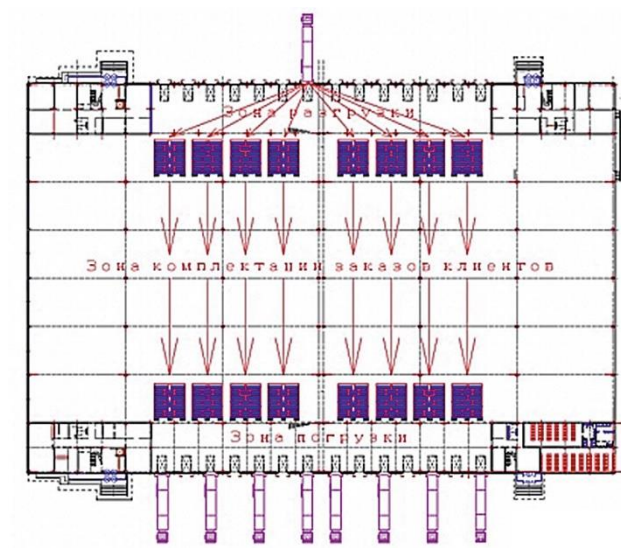 Зона разгрузки
Зона комплектации заказов клиентов
Зона погрузки